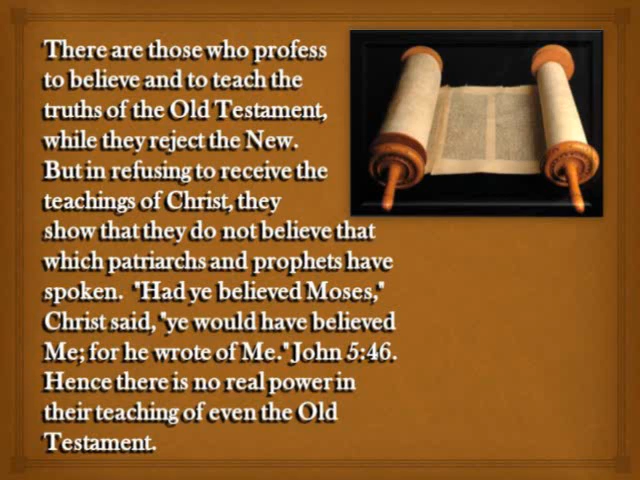 There are those who profess
to believe and to teach the
truths of the Old Testament,
while they reject the New.
But in refusing to receive the
teachings of Christ, they
show that they do not believe that
which patriarchs and prophets have
spoken. "Had ye believed Moses,"
Christ said, "ye would have believed
Me; for he wrote of Me." John 5:46.
Hence there is no real power in
their teaching of even the Old
Testament.